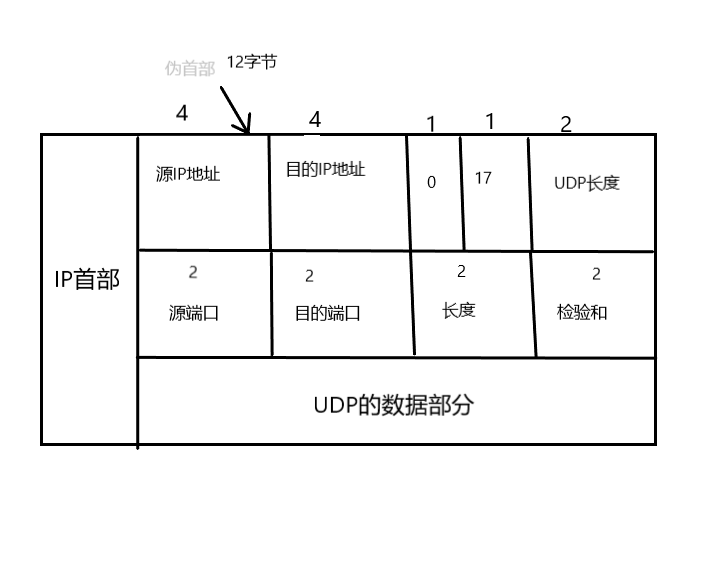 伪首部 12字节
4 4 1 1 2
源IP地址 目的IP地址 0 17 UDP长度
IP首部
2 2 2 2
源端口 目的端口 长度 检验和
UDP的数据部分